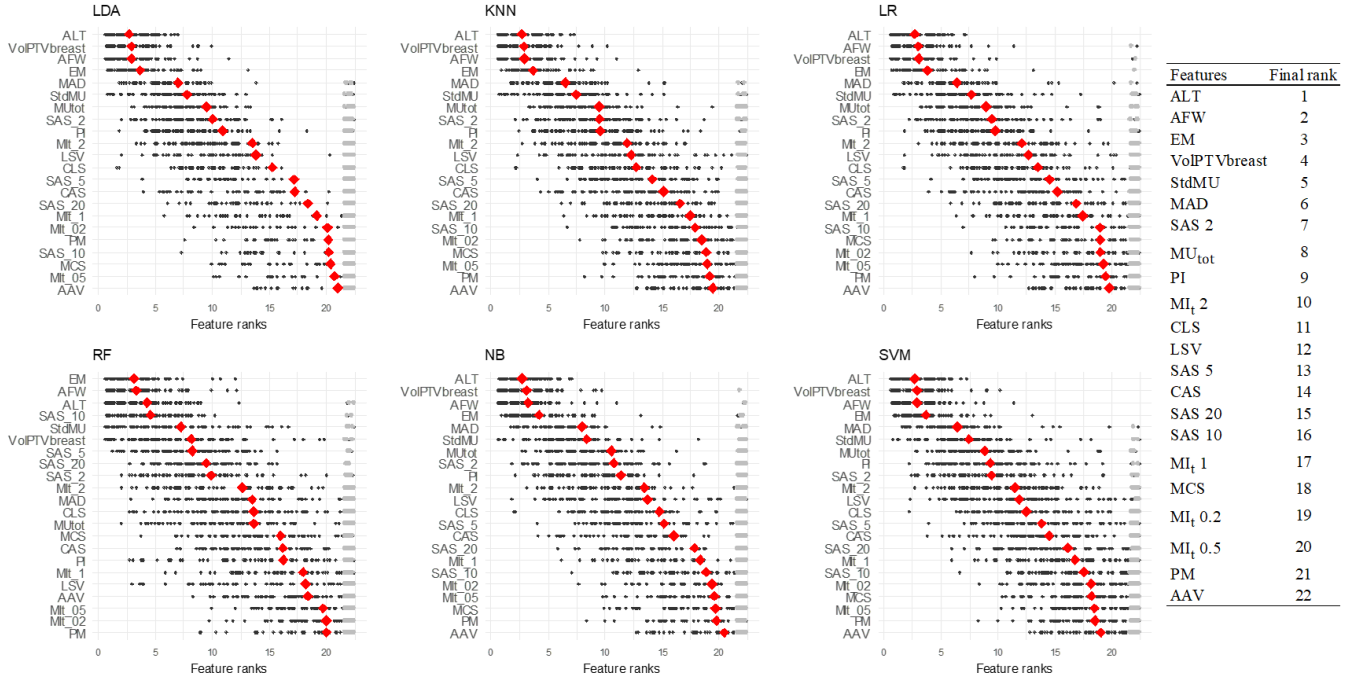 LDA
ALT
VolPTVbreast
AFW
EM
MAD
StdMU
MUtot
SAS_2
PI
MIt_2
LSV
CLS
SAS_5
CAS
SAS_20
MIt_1
MIt_02
PM
SAS_10
MCS
MIt_05
AAV
0 5 10 15 20
Feature ranks
KNN
ALT
VolPTVbreast
AFW
EM
MAD
StdMU
MUtot
SAS_2
PI
MIt_2
LSV
CLS
SAS_5
CAS
SAS_20
MIt_1
SAS_10
MIt_02
MCS
MIt_05
PM
AAV
0 5 10 15 20
Feature ranks
LR
ALT
AFW
VolPTVbreast
EM
MAD
StdMU
MUtot
SAS_2
PI
MIt_2
LSV
CLS
SAS_5
CAS
SAS_20
MIt_1
SAS_10
MCS
MIt_02
MIt_05
PM
AAV
0 5 10 15 20
Feature ranks
RF
EM
AFW
ALT
SAS_10
StdMU
VolPTVbreast
SAS_5
SAS_20
SAS_2
MIt_2
MAD
CLS
MUtot
MCS
CAS
PI
MIt_1
LSV
AAV
MIt_05
MIt_02
PM
0 5 10 15 20
Feature ranks
NB
ALT
VolPTVbreast
AFW
EM
MAD
StdMU
MUtot
SAS_2
PI
MIt_2
LSV
CLS
SAS_5
CAS
SAS_20
MIt_1
SAS_10
MIt_02
MIt_05
MCS
PM
AAV
0 5 10 15 20
Feature ranks
SVM
ALT
VolPTVbreast
AFW
EM
MAD
StdMU
MUtot
PI
SAS_2
MIt_2
LSV
CLS
SAS_5
CAS
SAS_20
MIt_1
SAS_10
MIt_02
MCS
MIt_05
PM
AAV
0 5 10 15 20
Feature ranks
Features Final rank
ALT 1
AFW 2
EM 3
VolPTVbreast 4
StdMU 5
MAD 6
SAS 2 7
MUtot 8
PI 9
MIt 2 10
CLS 11
LSV 12
SAS 5 13
CAS 14
SAS 20 15
SAS 10 16
MIt 1 17
MCS 18
MIt 0.2 19
MIt 0.5 20
PM 21
AAV 22